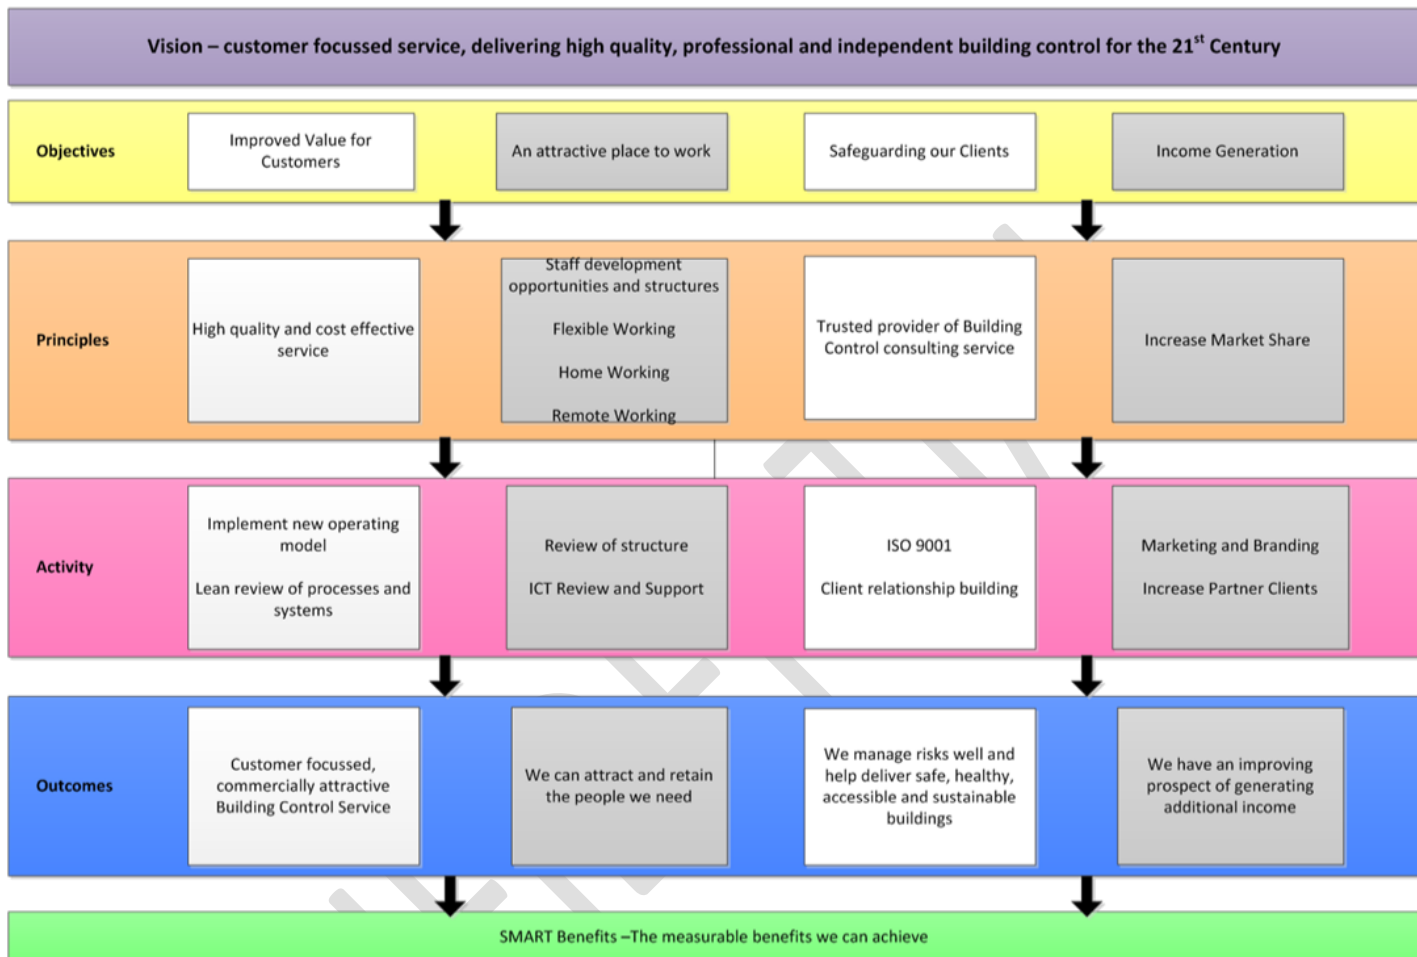 Vision – customer focussed service, delivering high quality, professional and independent building control for the 21st Century
Objectives
Improved Value for
Customers
An attractive place to work
Safeguarding our Clients
Income Generation
Principles
High quality and cost effective
service
Staff development
opportunities and structures
Flexible Working
Home Working
Remote Working
Trusted provider of Building
Control consulting service
Increase Market Share
Activity
Implement new operating
model
Lean review of processes and
systems
Review of structure
ICT Review and Support
ISO 9001
Client relationship building
Marketing and Branding
Increase Partner Clients
Outcomes
Customer focussed,
commercially attractive
Building Control Service
We can attract and retain
the people we need
We manage risks well and
help deliver safe, healthy,
accessible and sustainable
buildings
We have an improving
prospect of generating
additional income
SMART Benefits –The measurable benefits we can achieve